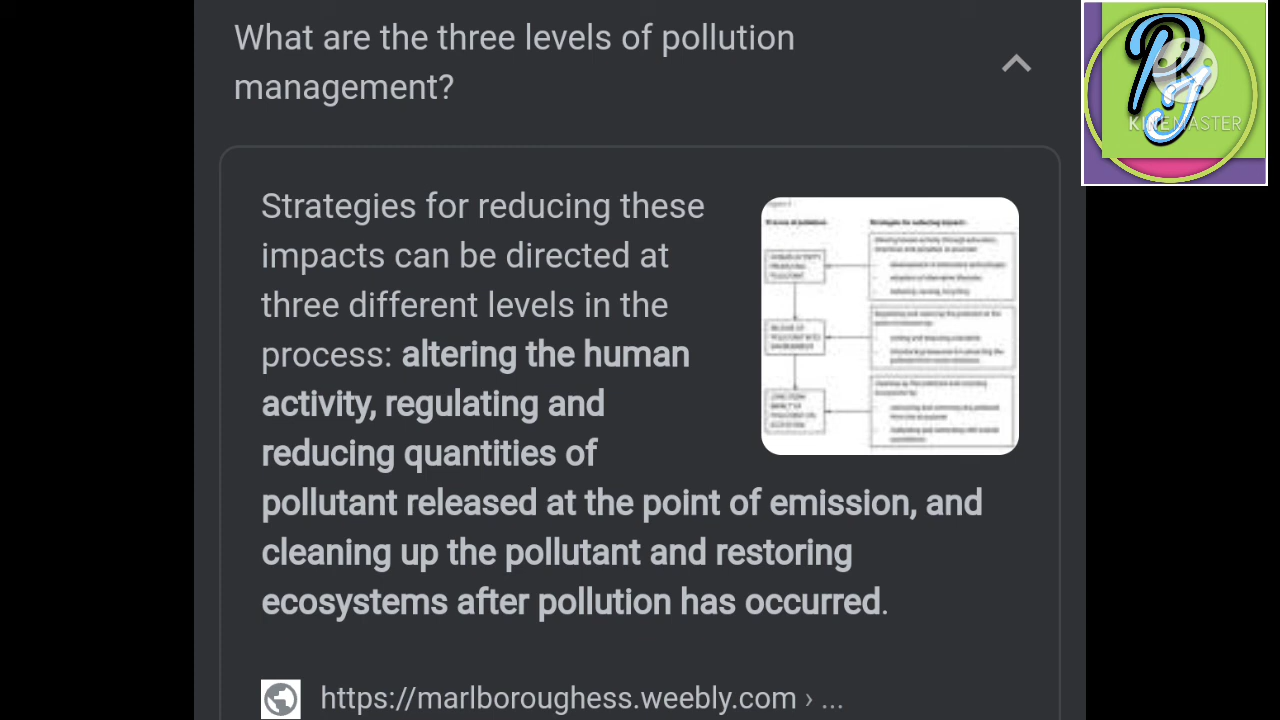 What are the three levels of pollution
management?
Strategies for reducing these
impacts can be directed at
three different levels in the
process: altering the human
activity, regulating and
reducing quantities of
pollutant released at the point of emission, and
cleaning up the pollutant and restoring
ecosystems after pollution has occurred.
https://marlboroughess.weebly.com › ...
PJ
K
KINEMASTER